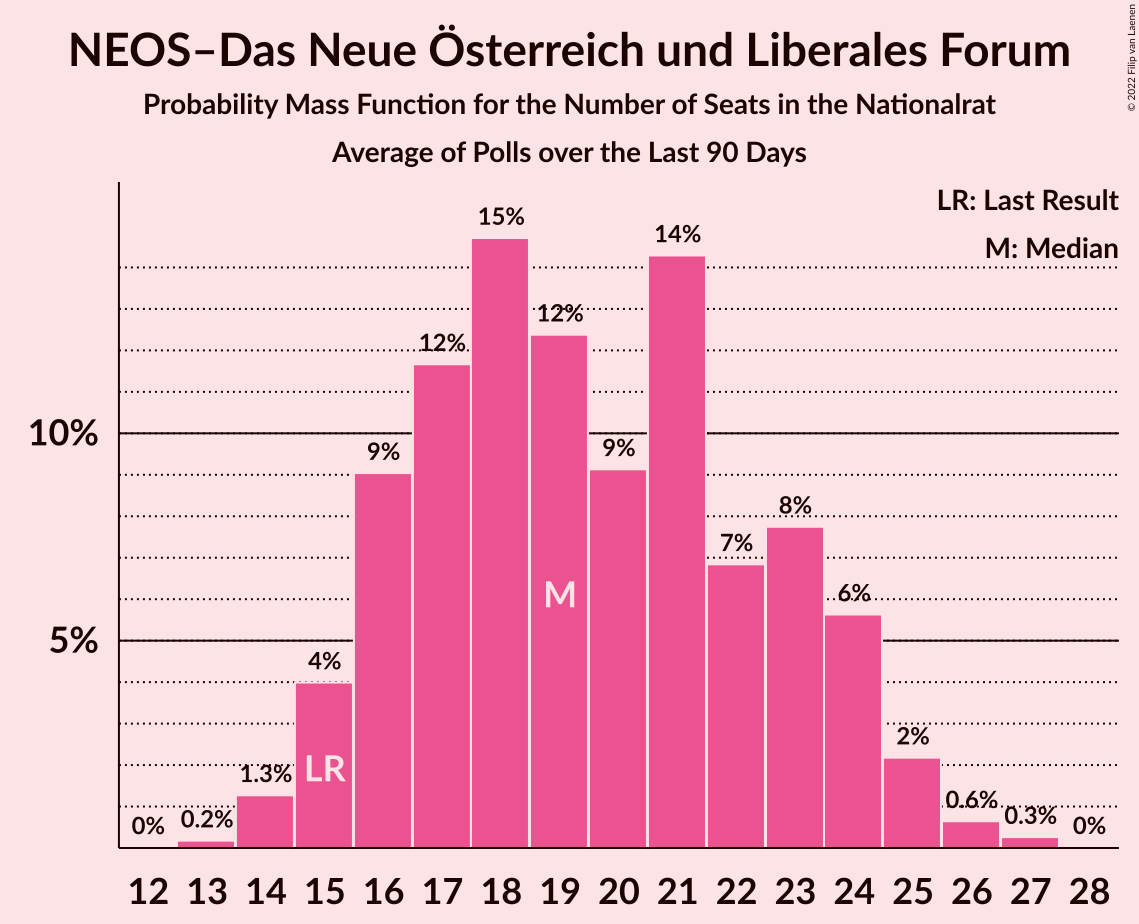 NEOS–Das Neue Österreich und Liberales Forum
Probability Mass Function for the Number of Seats in the Nationalrat
Average of Polls over the Last 90 Days
© 2022 Filip van Laenen
LR: Last Result
M: Median
15%
14%
12%
12%
10%
9%
9%
8%
7%
6%
M
5%
4%
2%
LR
1.3%
0.6%
0.3%
0.2%
0%
0%
12 13 14 15 16 17 18 19 20 21 22 23 24 25 26 27 28